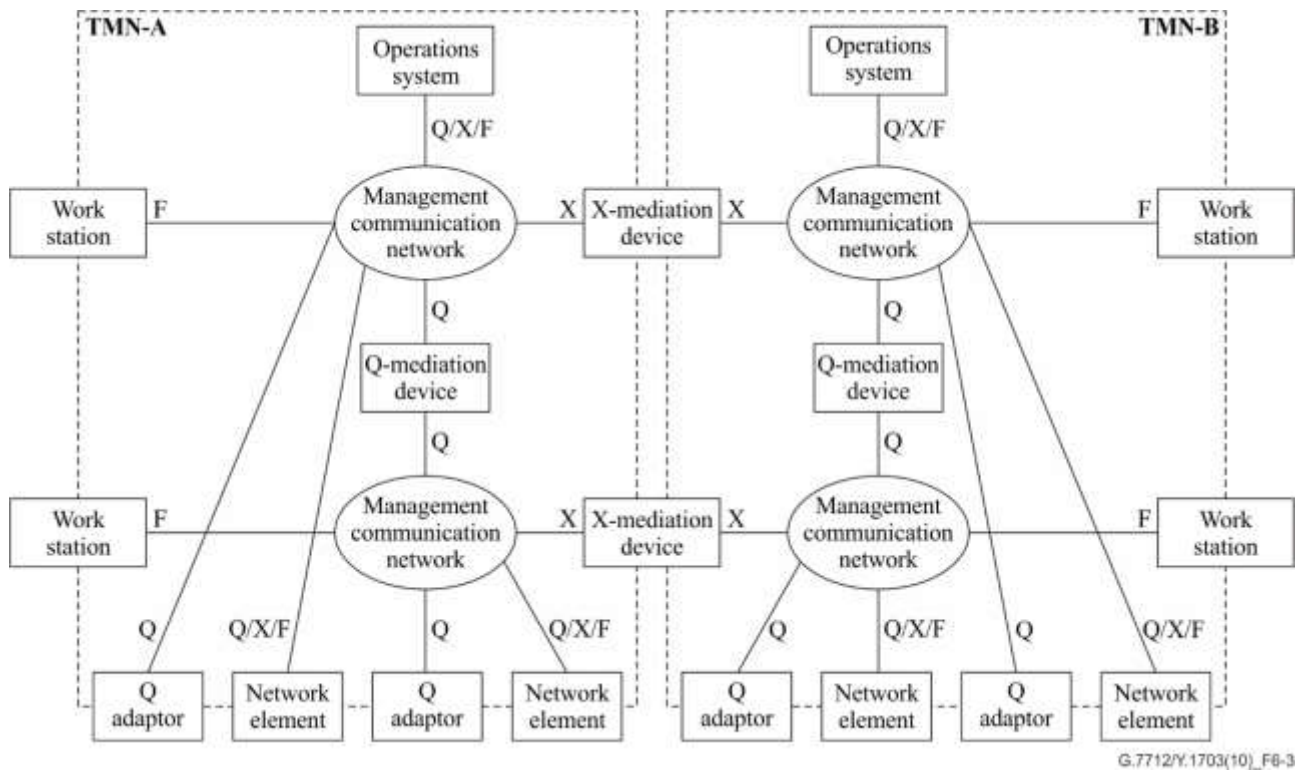 TMN-A
TMN-B
Operations
system
Operations
system
Q/X/F
Q/X/F
Work
station
F
Management
communication
network
X
X-mediation
device
X
Management
communication
network
F
Work
station
Q
Q
Q-mediation
device
Q-mediation
device
Q
Q
Work
station
F
Management
communication
network
X
X-mediation
device
X
Management
communication
network
F
Work
station
Q
Q/X/F
Q
Q/X/F
Q
Q/X/F
Q
Q/X/F
Q
adaptor
Network
element
Q
adaptor
Network
element
Q
adaptor
Network
element
Q
adaptor
Network
element
G.7712/Y.1703(10)_F6-3